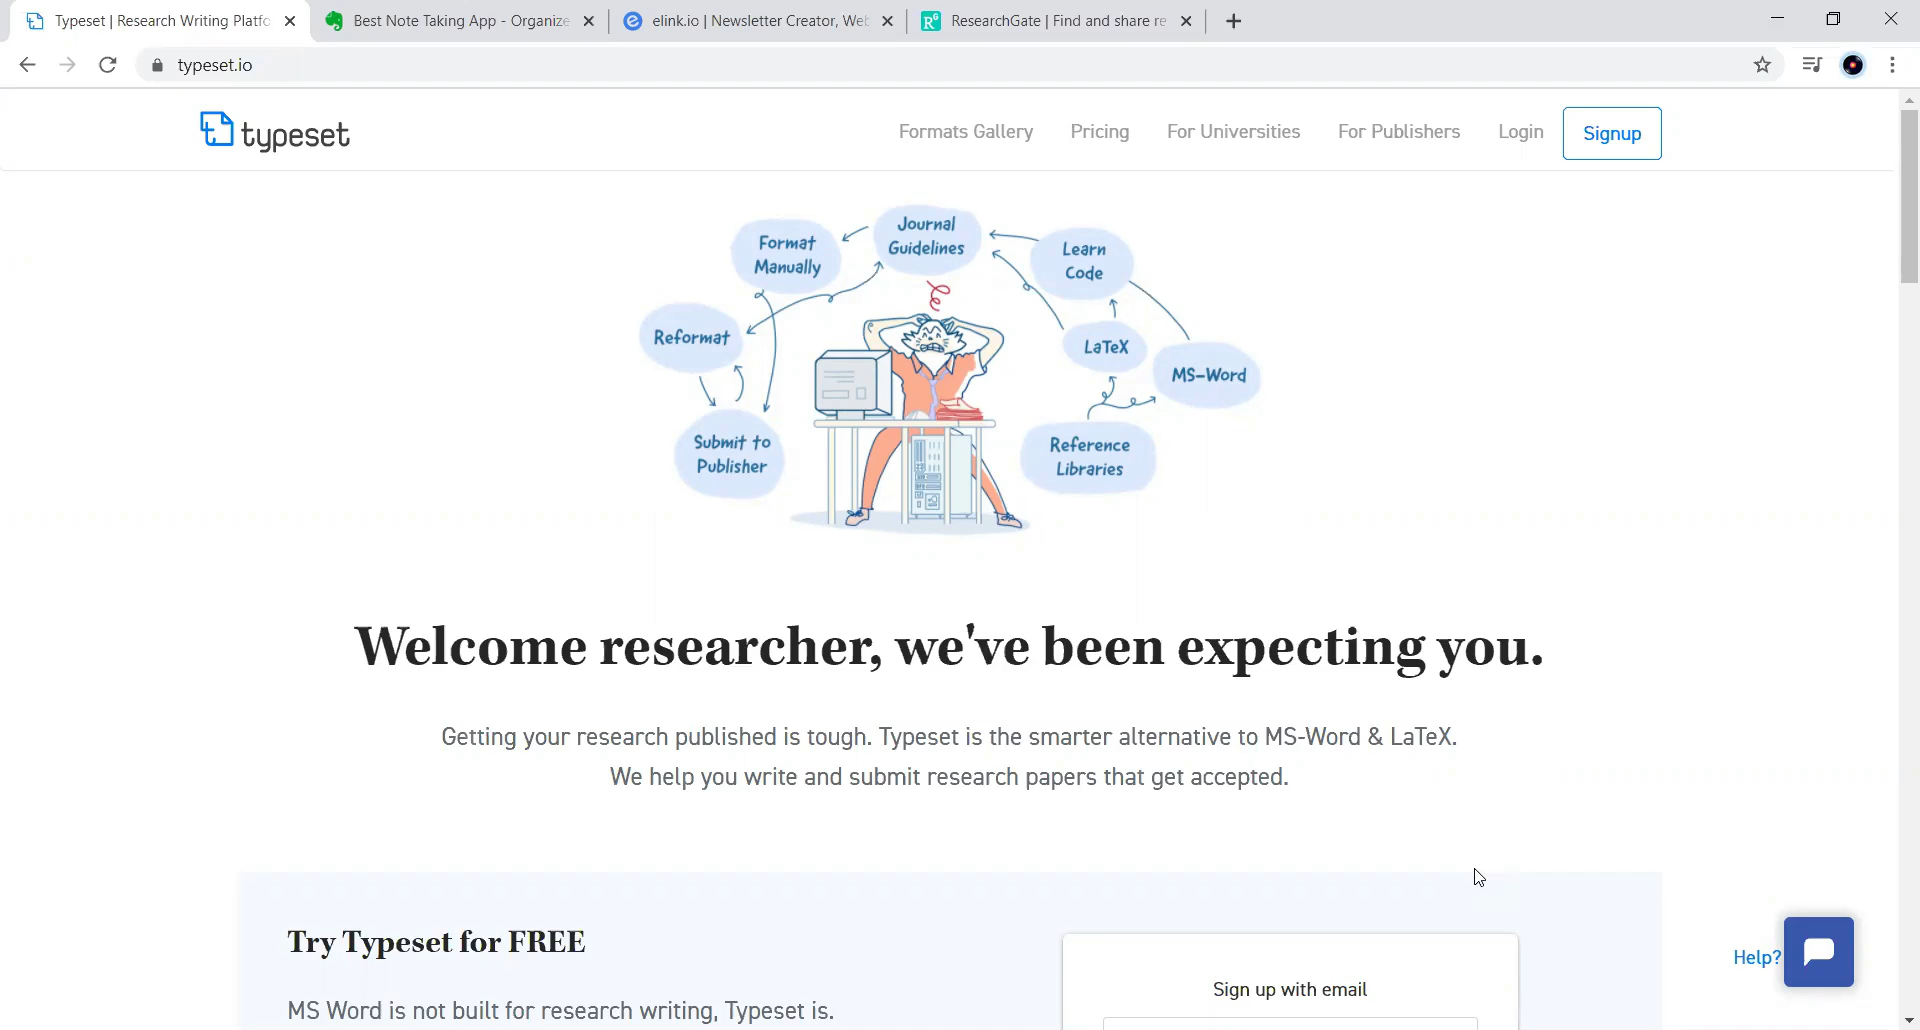 Typeset | Research Writing Platfo
Best Note Taking App - Organize
elink.io | Newsletter Creator, Web
ResearchGate | Find and share re
typeset.io
typeset
Formats Gallery
Pricing
For Universities
For Publishers
Login
Signup
Journal
Guidelines
Format
Manually
Learn
Code
Reformat
LaTeX
MS-Word
Submit to
Publisher
Reference
Libraries
Welcome researcher, we've been expecting you.
Getting your research published is tough. Typeset is the smarter alternative to MS-Word & LaTeX.
We help you write and submit research papers that get accepted.
Try Typeset for FREE
MS Word is not built for research writing, Typeset is.
Sign up with email
Help?